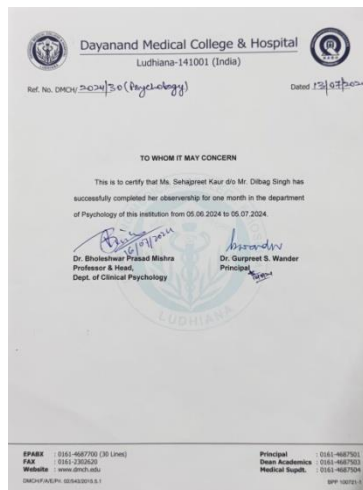 Dayanand Medical College & Hospital
Ludhiana-141001 (India)
Ref. No. DMCH/ 2024/30 (Psychology)
Dated 13/07/202
TO WHOM IT MAY CONCERN
This is to certify that Ms. Sehajpreet Kaur d/o Mr. Dilbag Singh has
successfully completed her observership for one month in the department
of Psychology of this institution from 05.06.2024 to 05.07.2024.
16/07/2024
Dr. Bholeshwar Prasad Mishra
Professor & Head,
Dept. of Clinical Psychology
Dr. Gurpreet S. Wander
Principal
LUDHIANA
EPABX : 0161-4687700 (30 Lines)
FAX : 0161-2302620
Website : www.dmch.edu
Principal : 0161-4687501
Dean Academics : 0161-4687503
Medical Supdt. : 0161-4687504